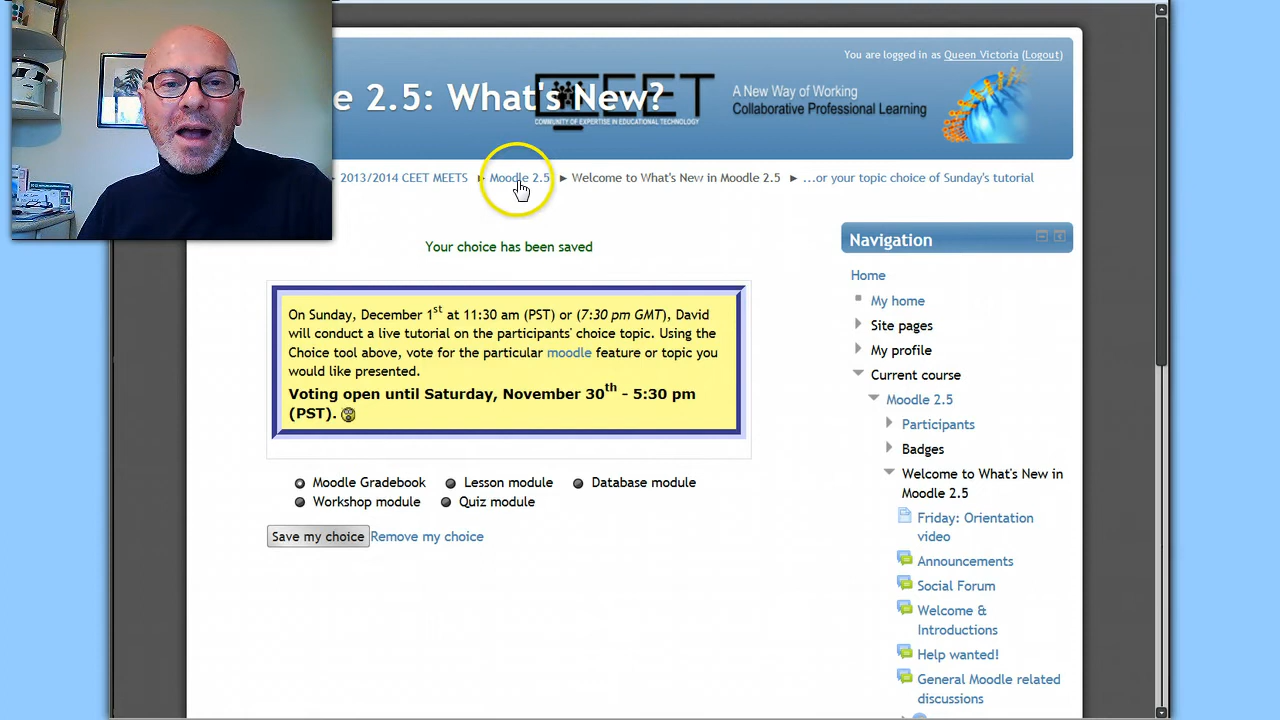 You are logged in as Queen Victoria (Logout)
e 2.5: What's New?
CEET
COMMUNITY OF EXPERTISE IN EDUCATIONAL TECHNOLOGY
A New Way of Working
Collaborative Professional Learning
► 2013/2014 CEET MEETS ► Moodle 2.5 ► Welcome to What's New in Moodle 2.5 ► ...or your topic choice of Sunday's tutorial
Your choice has been saved
On Sunday, December 1st at 11:30 am (PST) or (7:30 pm GMT), David
will conduct a live tutorial on the participants' choice topic. Using the
Choice tool above, vote for the particular moodle feature or topic you
would like presented.
Voting open until Saturday, November 30th - 5:30 pm
(PST).
Moodle Gradebook Lesson module Database module
Workshop module Quiz module
Save my choice Remove my choice
Navigation
Home
My home
Site pages
My profile
Current course
Moodle 2.5
Participants
Badges
Welcome to What's New in
Moodle 2.5
Friday: Orientation
video
Announcements
Social Forum
Welcome &
Introductions
Help wanted!
General Moodle related
discussions